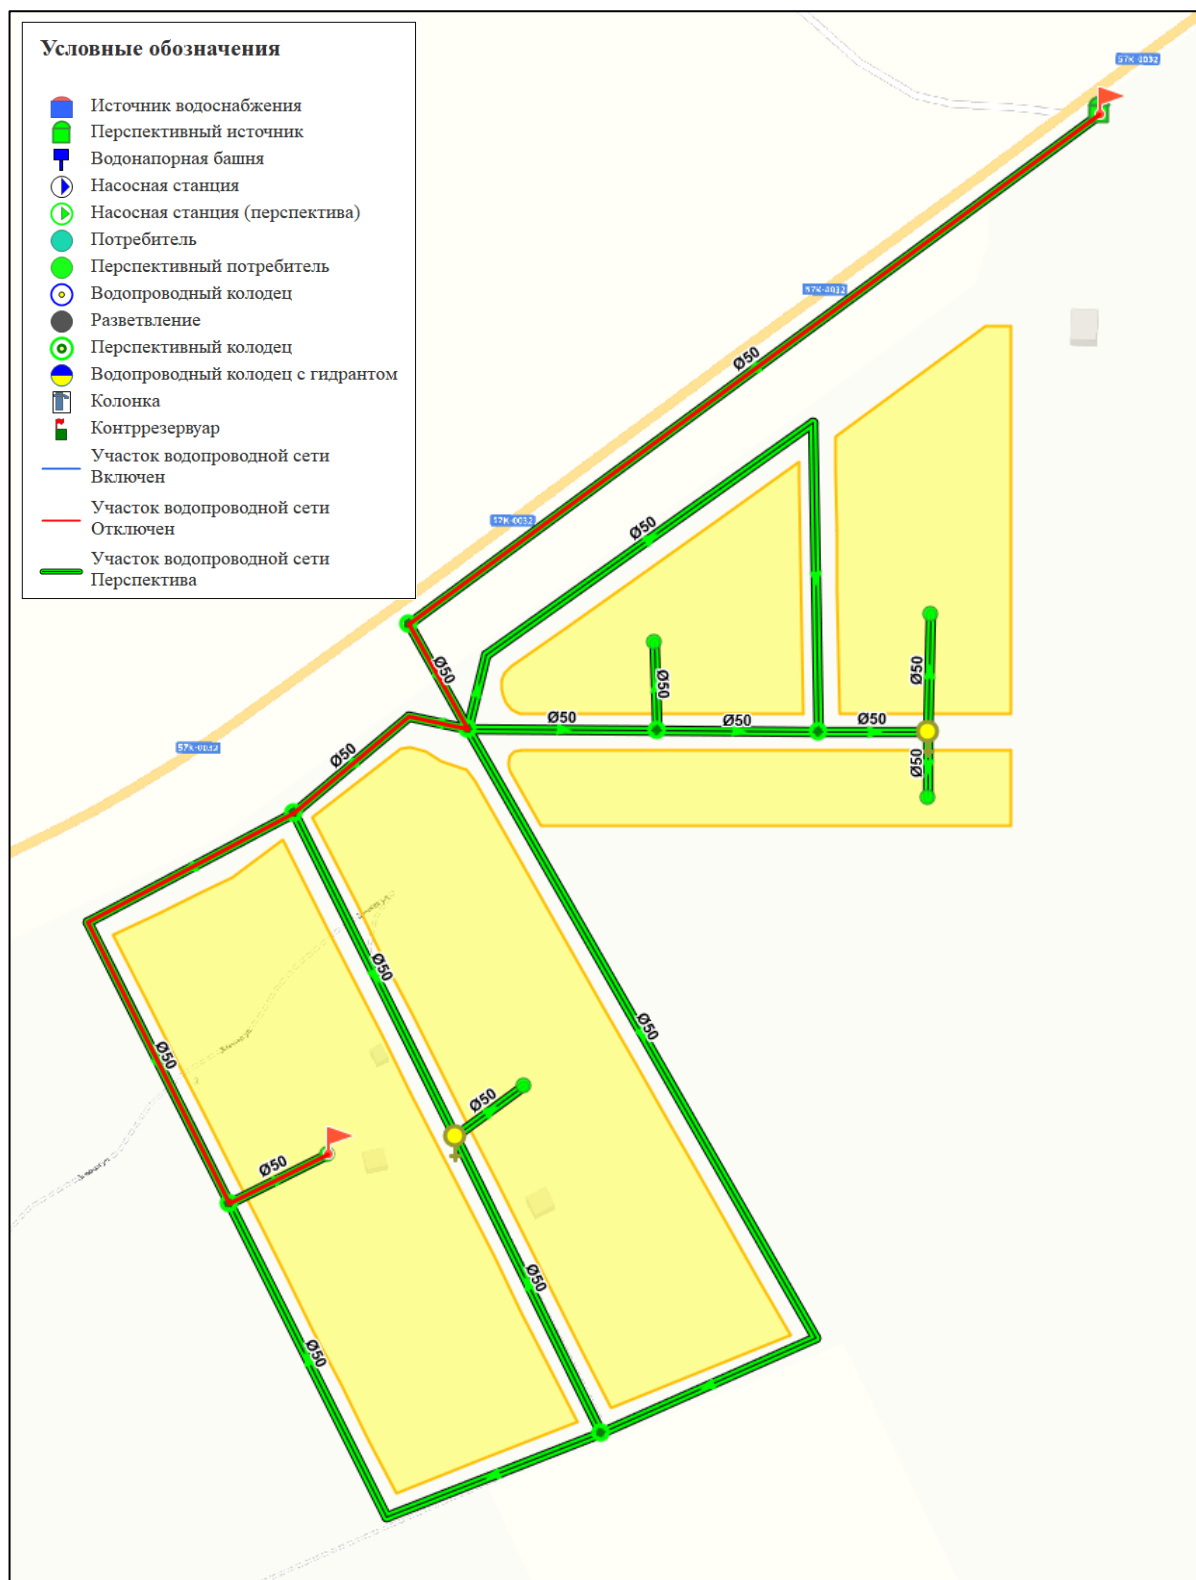 Условные обозначения
Источник водоснабжения
Перспективный источник
Водонапорная башня
Насосная станция
Насосная станция (перспектива)
Потребитель
Перспективный потребитель
Водопроводный колодец
Разветвление
Перспективный колодец
Водопроводный колодец с гидрантом
Колонка
Контррезервуар
Участок водопроводной сети
Включен
Участок водопроводной сети
Отключен
Участок водопроводной сети
Перспектива
57К-0032
57К-0032
Ø50
57К-0032
Ø50
Ø50
Ø50
Ø50
Ø50
Ø50
Ø50
Ø50
57К-0032
Ø50
Ø50
Ø50
Ø50
Ø50
Ø50
Ø50
Ø50
Ø50